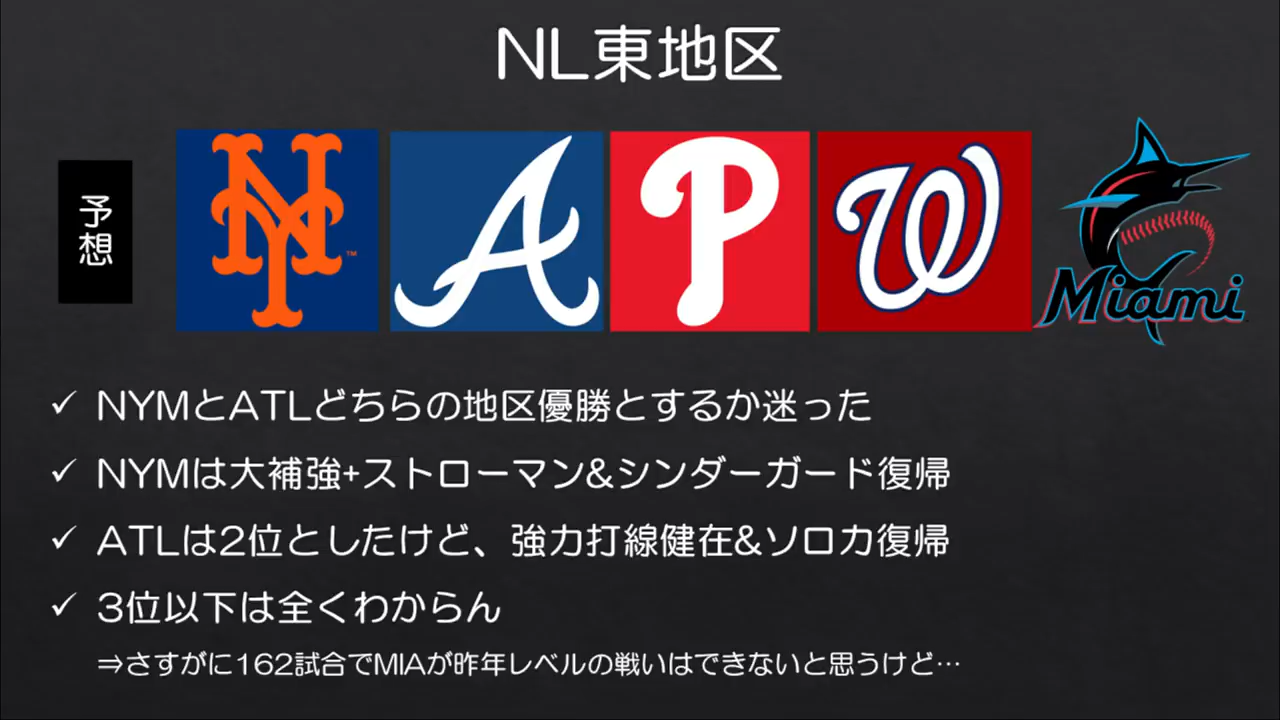 NL東地区
予想
NY
™
A
P
W
Miami
NYMとATLどちらの地区優勝とするか迷った
NYMは大補強+ストローマン&シンダーガード復帰
ATLは2位としたけど、強力打線健在&ソロカ復帰
3位以下は全くわからん
⇒さすがに162試合でMIAが昨年レベルの戦いはできないと思うけど…